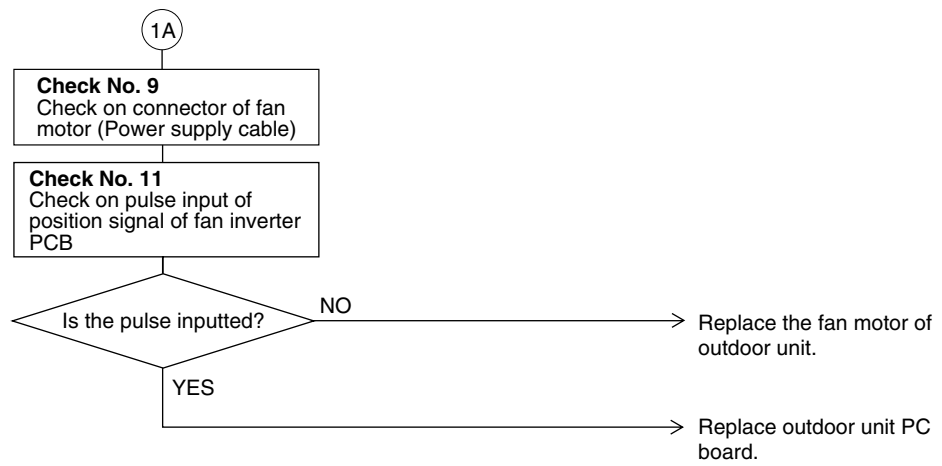 1A
Check No. 9
Check on connector of fan
motor (Power supply cable)
Check No. 11
Check on pulse input of
position signal of fan inverter
PCB
Is the pulse inputted?
NO
Replace the fan motor of
outdoor unit.
YES
Replace outdoor unit PC
board.